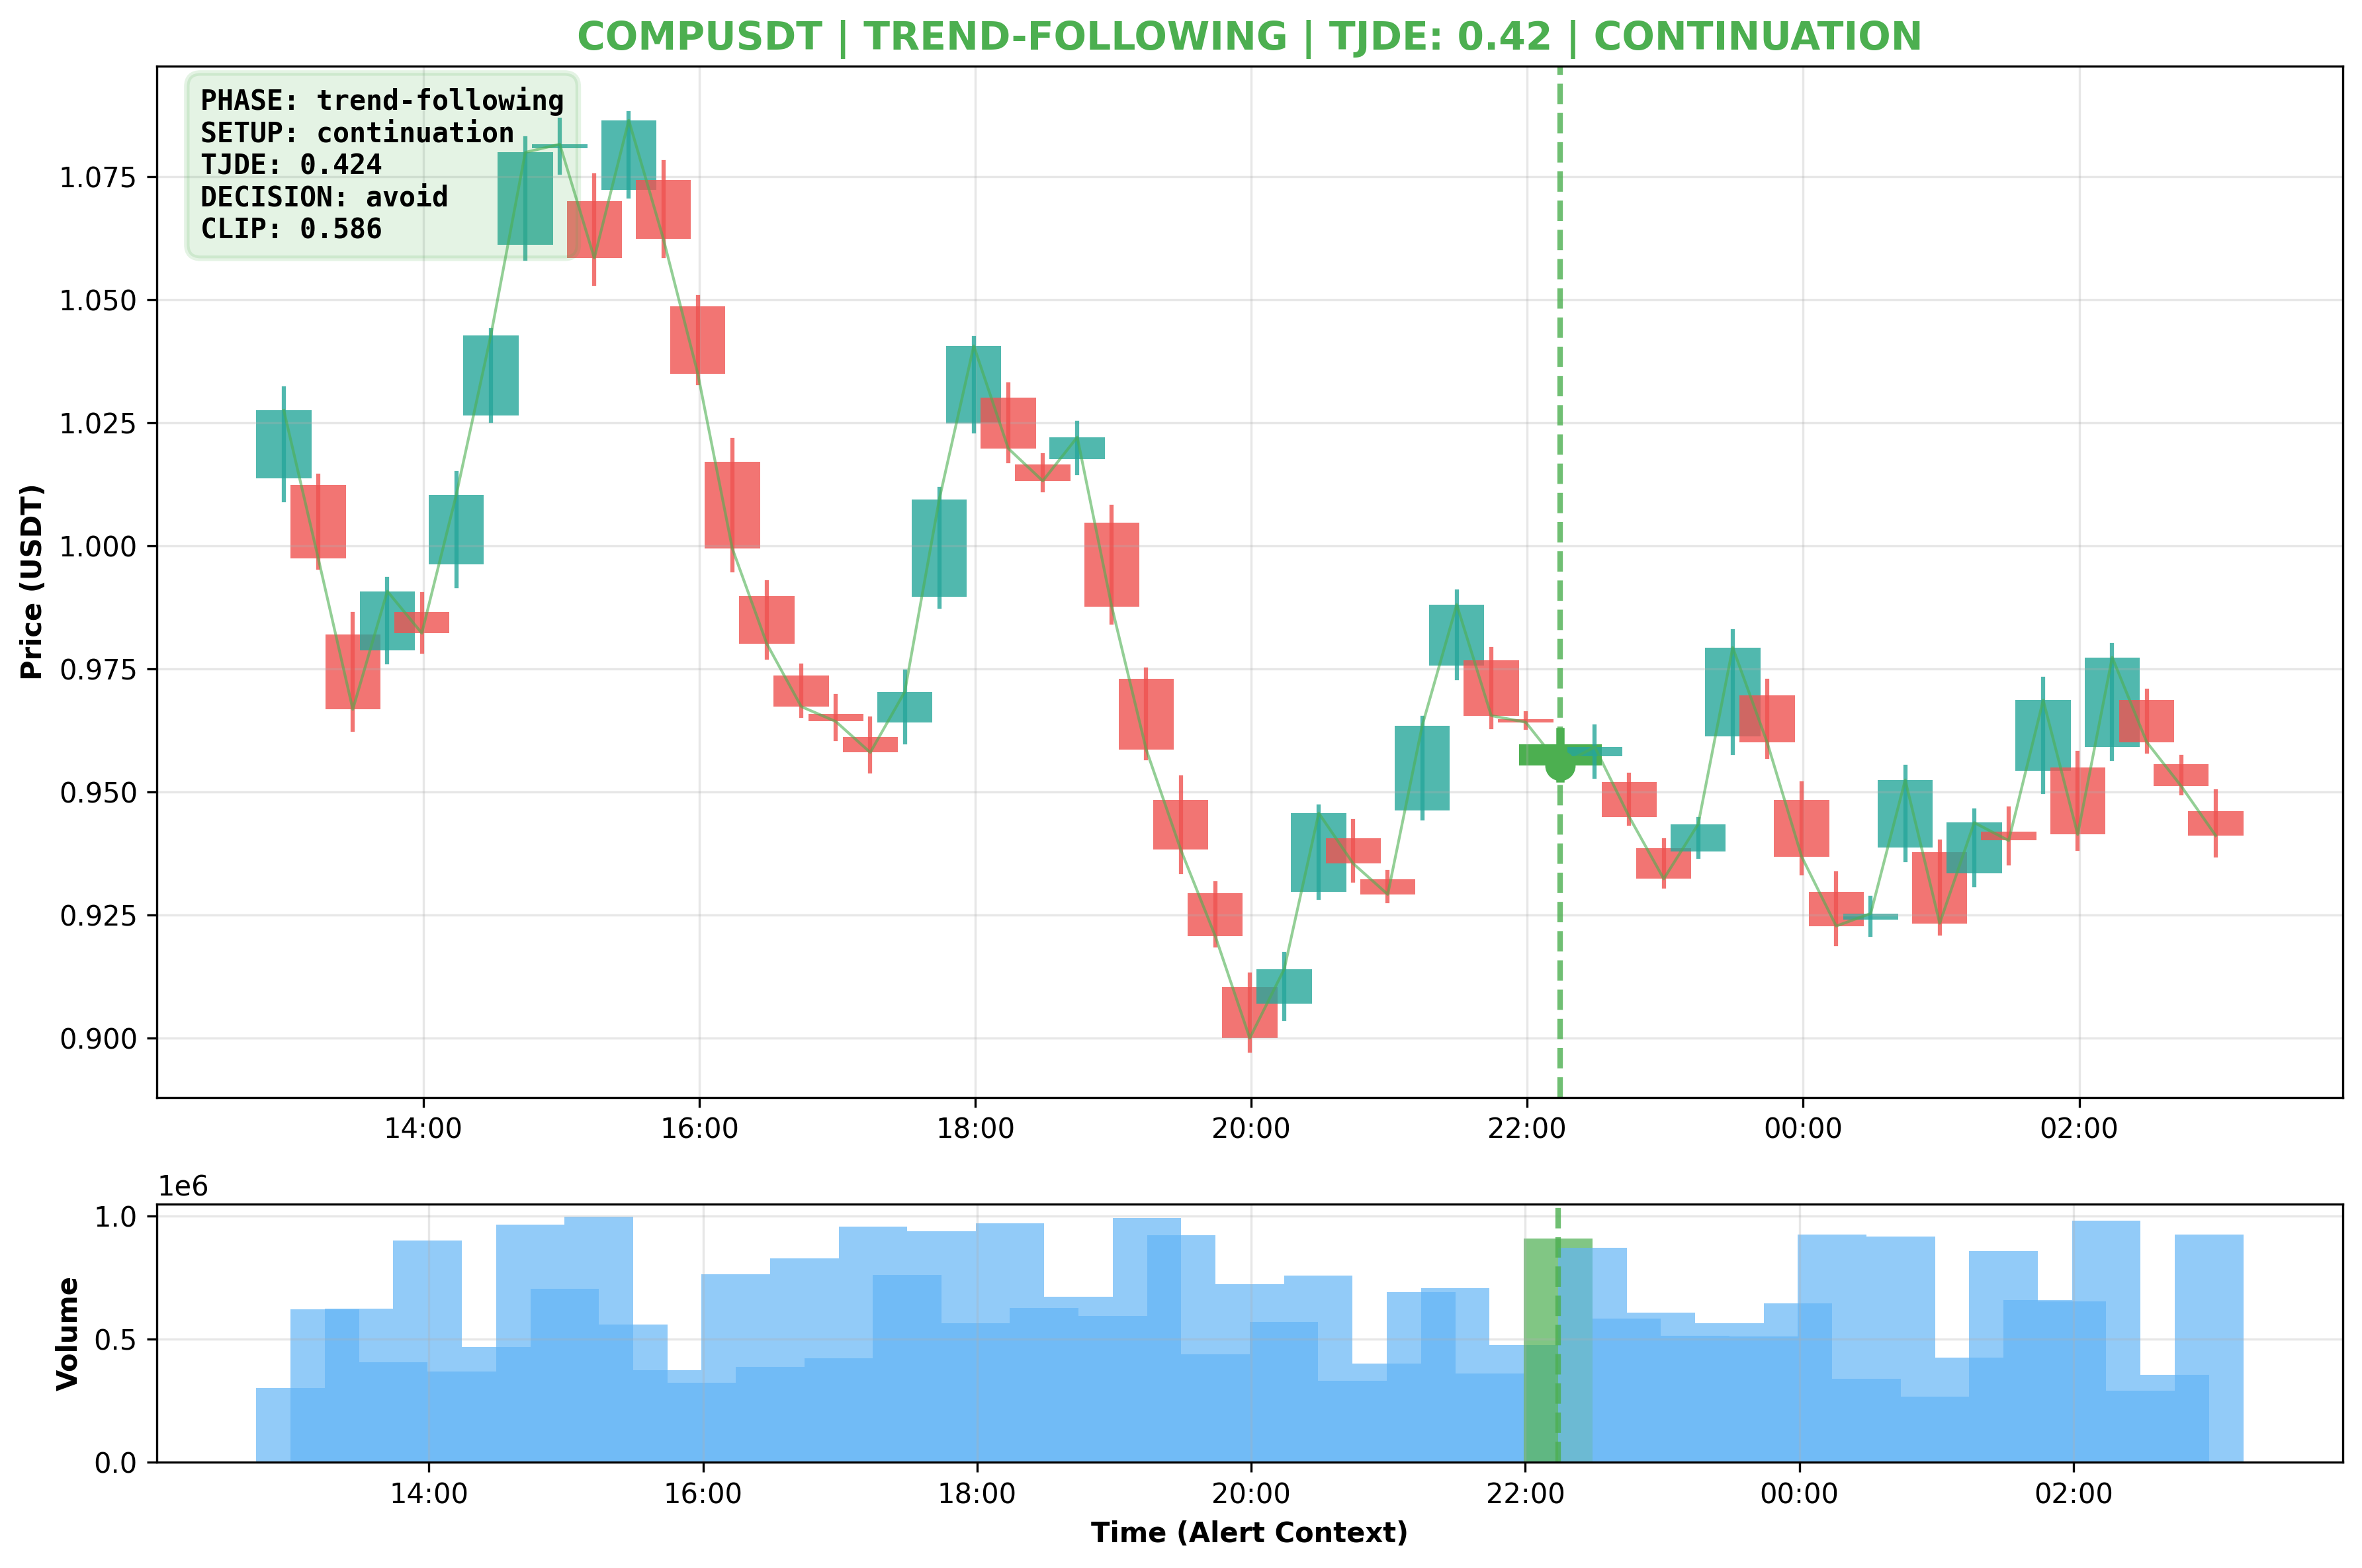 COMPUSDT | TREND-FOLLOWING | TJDE: 0.42 | CONTINUATION
PHASE: trend-following
SETUP: continuation
TJDE: 0.424
DECISION: avoid
CLIP: 0.586
Price (USDT)
1.075
1.050
1.025
1.000
0.975
0.950
0.925
0.900
14:00 16:00 18:00 20:00 22:00 00:00 02:00
1e6
Volume
1.0
0.5
0.0
14:00 16:00 18:00 20:00 22:00 00:00 02:00
Time (Alert Context)